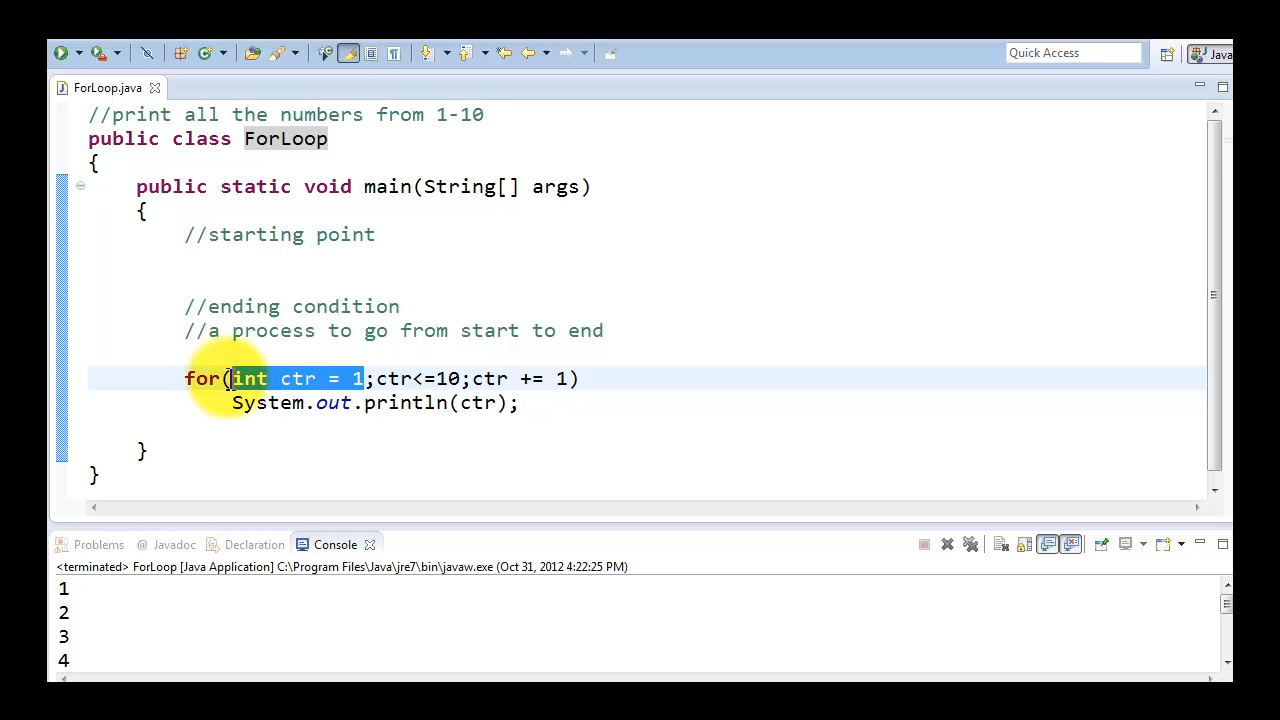 Quick Access
Java
ForLoop.java
//print all the numbers from 1-10
public class ForLoop
{
public static void main(String[] args)
{
//starting point
//ending condition
//a process to go from start to end
for(int ctr = 1;ctr<=10;ctr += 1)
System.out.println(ctr);
}
}
Problems @ Javadoc Declaration Console
<terminated> ForLoop [Java Application] C:\Program Files\Java\jre7\bin\javaw.exe (Oct 31, 2012 4:22:25 PM)
1
2
3
4